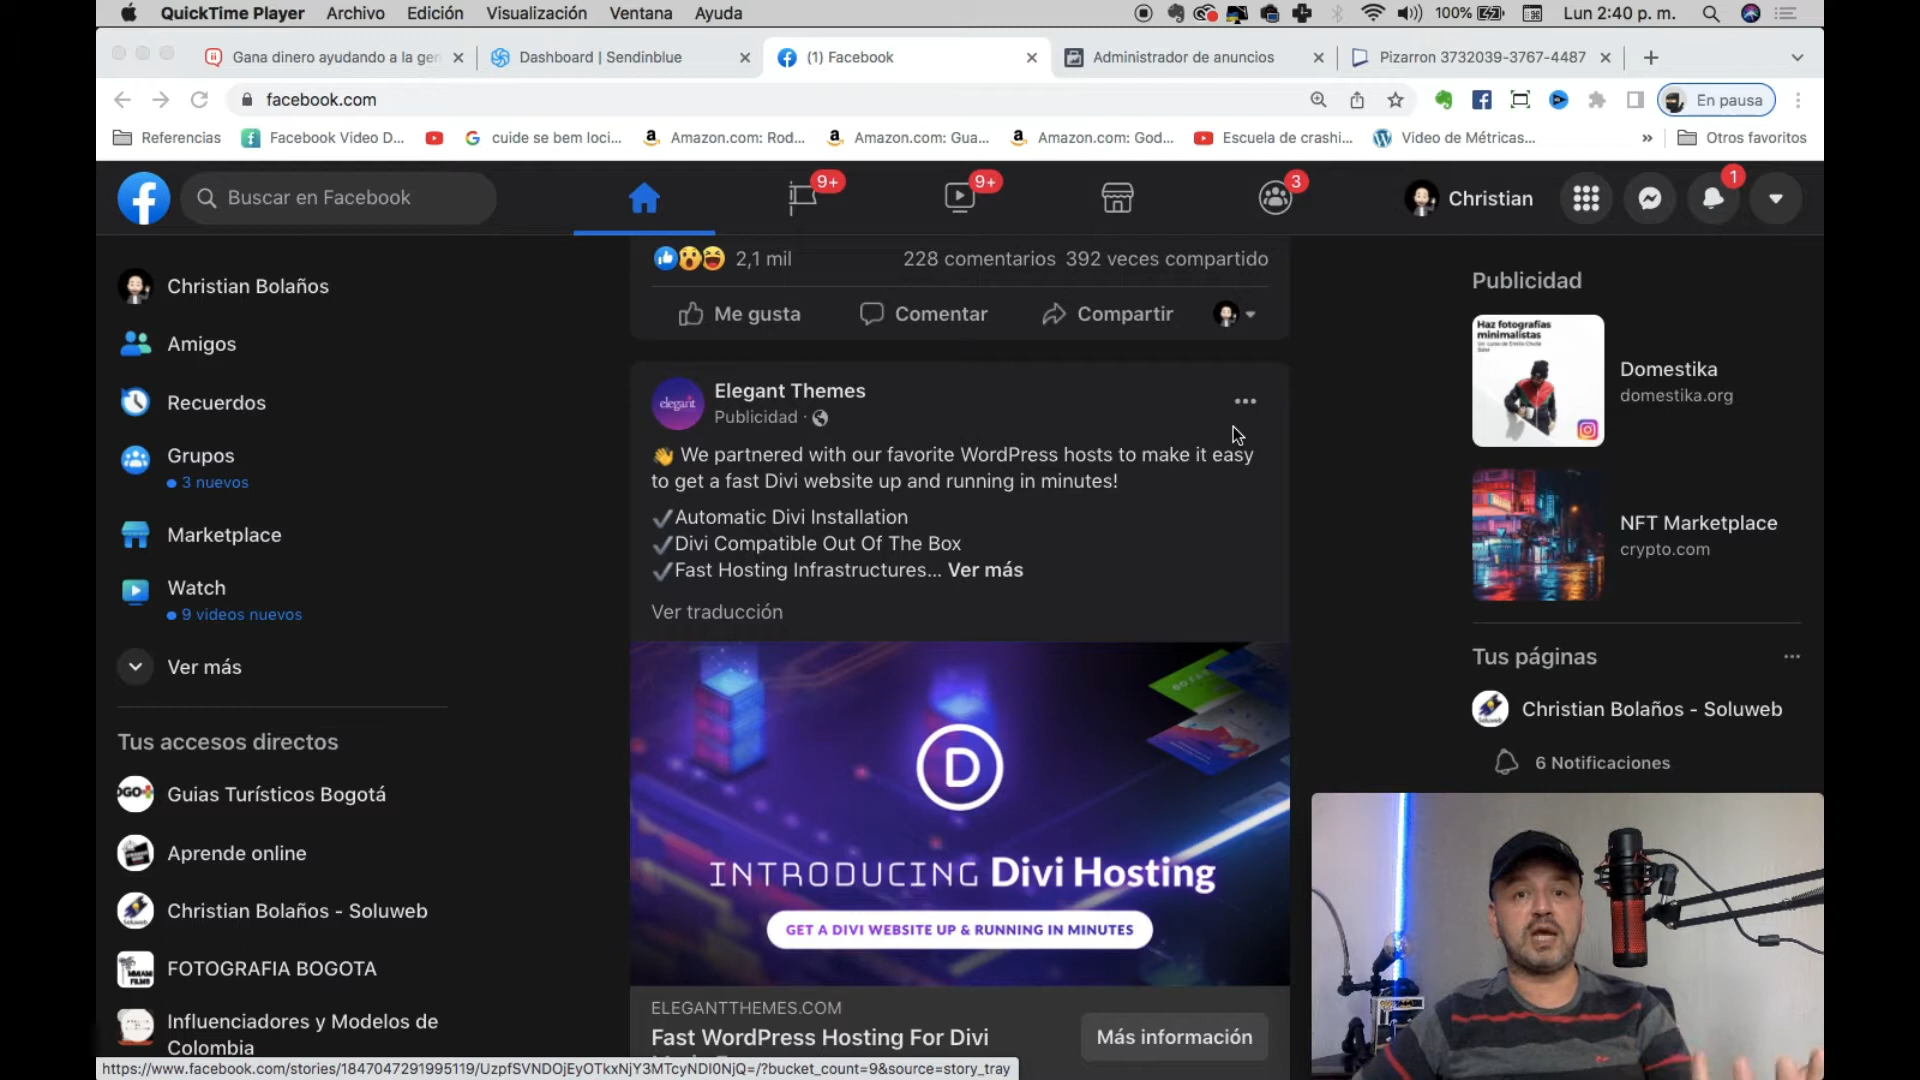 QuickTime Player Archivo Edición Visualización Ventana Ayuda 100% Lun 2:40 p. m.
Gana dinero ayudando a la gen Dashboard | Sendinblue (1) Facebook Administrador de anuncios Pizarron 3732039-3767-4487
facebook.com En pausa
Referencias Facebook Video D... cuide se bem loci... Amazon.com: Rod... Amazon.com: Gua... Amazon.com: God... Escuela de crashi... Video de Métricas... » Otros favoritos
Buscar en Facebook 9+ 9+ 3 Christian 1
2,1 mil 228 comentarios 392 veces compartido
Me gusta Comentar Compartir
Christian Bolaños
Amigos
Recuerdos
Grupos
3 nuevos
Marketplace
Watch
9 videos nuevos
Ver más
Tus accesos directos
Guias Turísticos Bogotá
Aprende online
Christian Bolaños - Soluweb
FOTOGRAFIA BOGOTA
Influenciadores y Modelos de
Colombia
elegant
Elegant Themes
Publicidad ·
👋 We partnered with our favorite WordPress hosts to make it easy
to get a fast Divi website up and running in minutes!
✔Automatic Divi Installation
✔Divi Compatible Out Of The Box
✔Fast Hosting Infrastructures... Ver más
Ver traducción
D
INTRODUCING Divi Hosting
GET A DIVI WEBSITE UP & RUNNING IN MINUTES
ELEGANTTHEMES.COM
Fast WordPress Hosting For Divi
Más información
Publicidad
Haz fotografías
minimalistas
Domestika
domestika.org
NFT Marketplace
crypto.com
Tus páginas
Christian Bolaños - Soluweb
6 Notificaciones
https://www.facebook.com/stories/1847047291995119/UzpfSVNDOjEyOTkxNjY3MTcyNDI0NjQ=/?bucket_count=9&source=story_tray